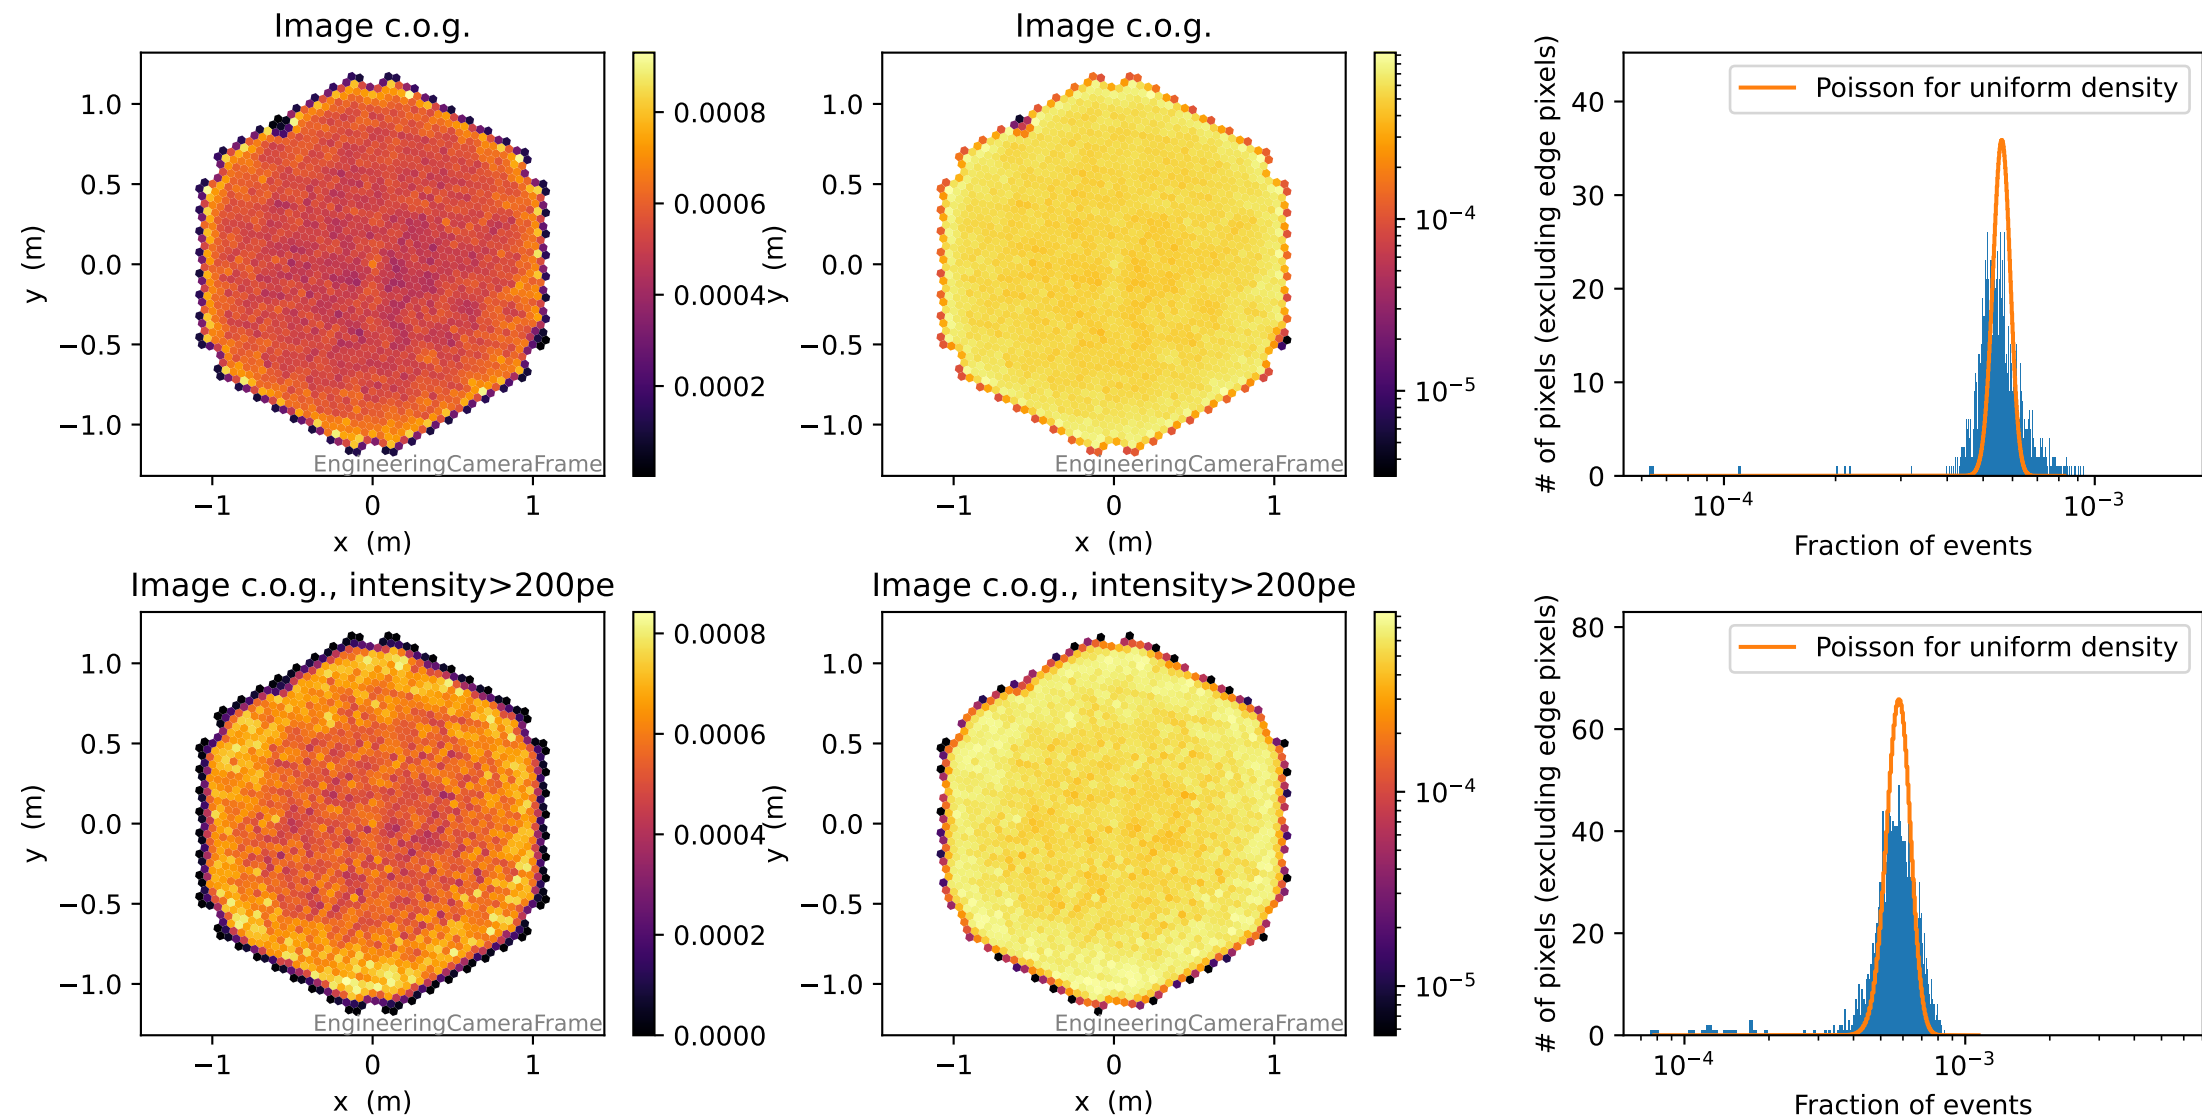 Image c.o.g.
y (m)
1.0
0.5
0.0
−0.5
−1.0
−1
0
1
x (m)
EngineeringCameraFrame
0.0008
0.0006
0.0004
0.0002
Image c.o.g.
y (m)
1.0
0.5
0.0
−0.5
−1.0
−1
0
1
x (m)
EngineeringCameraFrame
10⁻⁴
10⁻⁵
# of pixels (excluding edge pixels)
40
30
20
10
0
Poisson for uniform density
10⁻⁴
10⁻³
Fraction of events
Image c.o.g., intensity>200pe
y (m)
1.0
0.5
0.0
−0.5
−1.0
−1
0
1
x (m)
EngineeringCameraFrame
0.0008
0.0006
0.0004
0.0002
0.0000
Image c.o.g., intensity>200pe
y (m)
1.0
0.5
0.0
−0.5
−1.0
−1
0
1
x (m)
EngineeringCameraFrame
10⁻⁴
10⁻⁵
# of pixels (excluding edge pixels)
80
60
40
20
0
Poisson for uniform density
10⁻⁴
10⁻³
Fraction of events